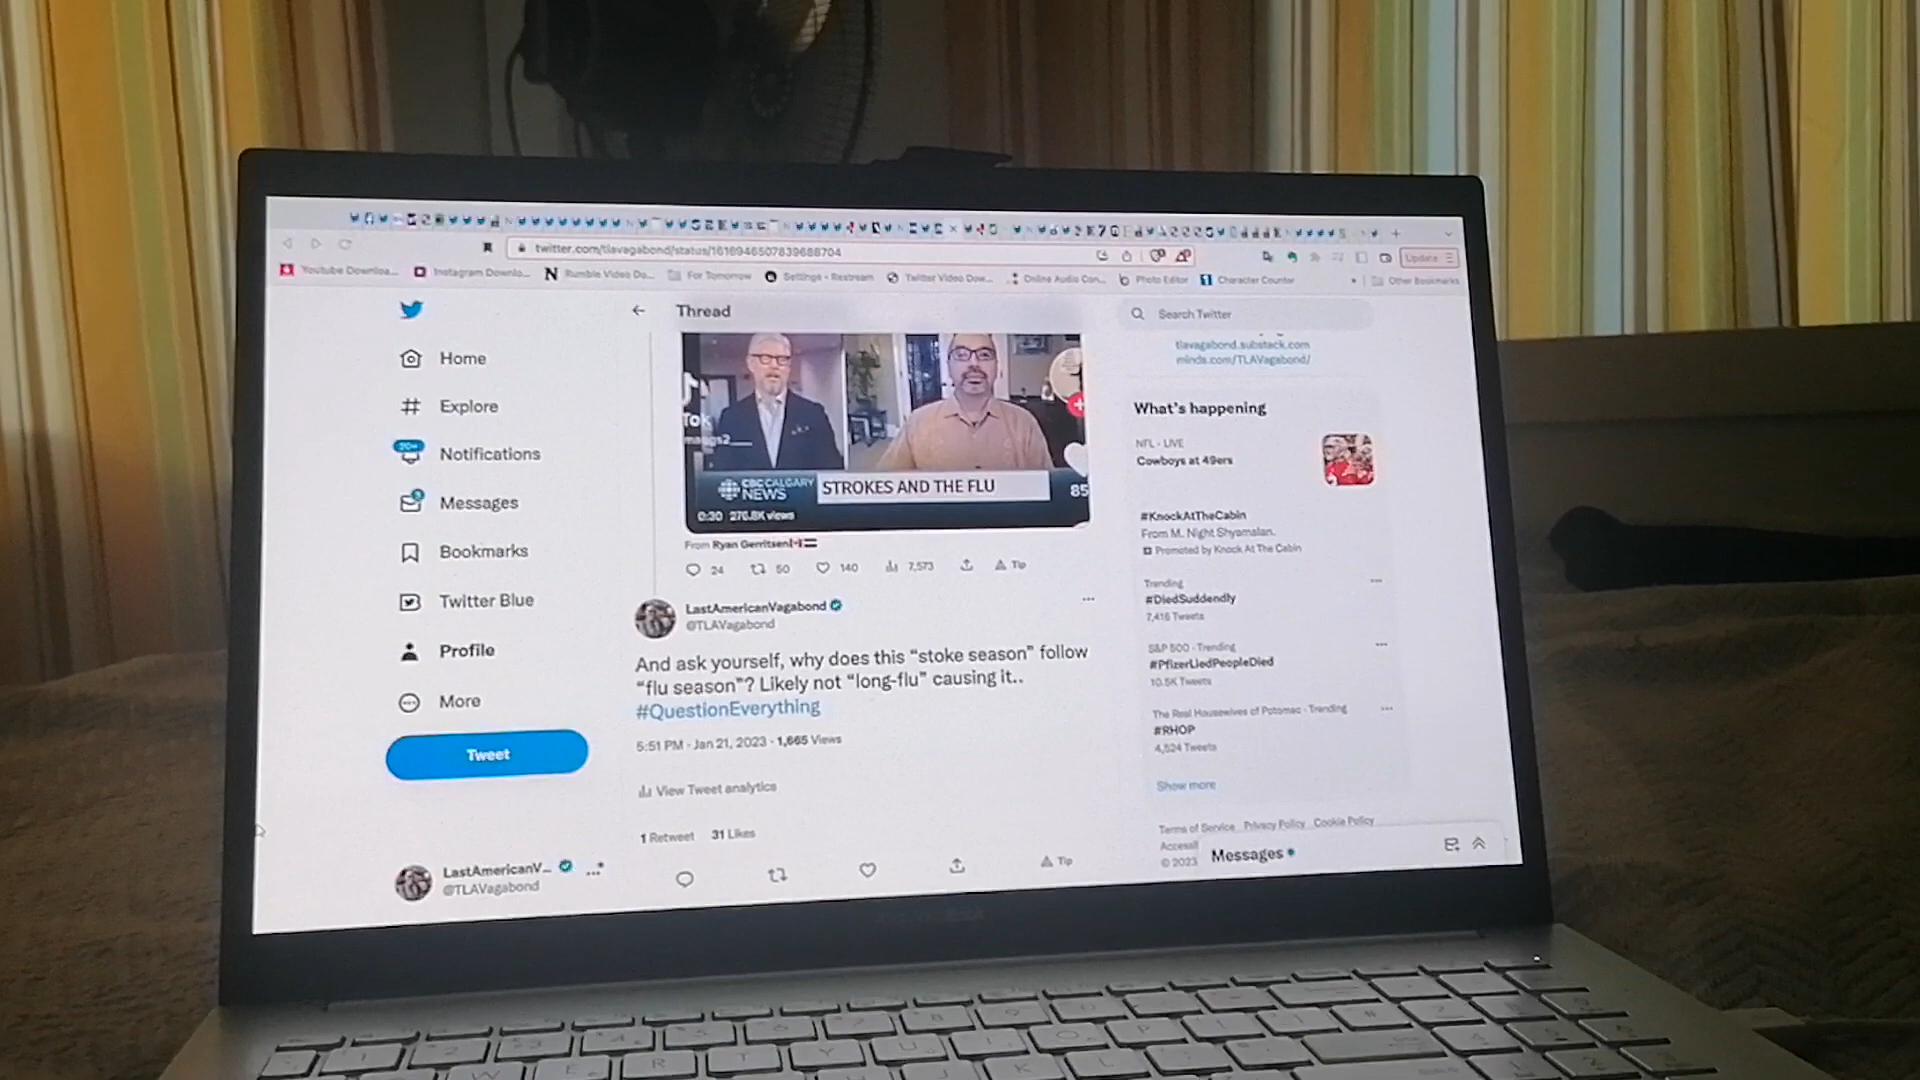 twitter.com/tlavagabond/status/1616946507839688704
Update
Youtube Downloa...
Instagram Downlo...
Rumble Video Do...
For Tomorrow
Settings - Restream
Twitter Video Dow...
Online Audio Con...
Photo Editor
Character Counter
Other Bookmarks
Home
Explore
20+
Notifications
Messages
Bookmarks
Twitter Blue
Profile
More
Tweet
LastAmericanV...
@TLAVagabond
Thread
Tok
CBC CALGARY
NEWS
STROKES AND THE FLU
85
0:30 276.8K views
From Ryan Gerritsen
24
50
140
7,573
Tip
LastAmericanVagabond
@TLAVagabond
And ask yourself, why does this “stoke season” follow
“flu season”? Likely not “long-flu” causing it..
#QuestionEverything
5:51 PM · Jan 21, 2023 · 1,665 Views
View Tweet analytics
1 Retweet 31 Likes
Tip
Search Twitter
tlavagabond.substack.com
minds.com/TLAVagabond/
What's happening
NFL · LIVE
Cowboys at 49ers
#KnockAtTheCabin
From M. Night Shyamalan.
Promoted by Knock At The Cabin
Trending
#DiedSuddenly
7,416 Tweets
S&P 500 · Trending
#PfizerLiedPeopleDied
10.5K Tweets
The Real Housewives of Potomac · Trending
#RHOP
4,524 Tweets
Show more
Terms of Service Privacy Policy Cookie Policy
© 2023
Messages